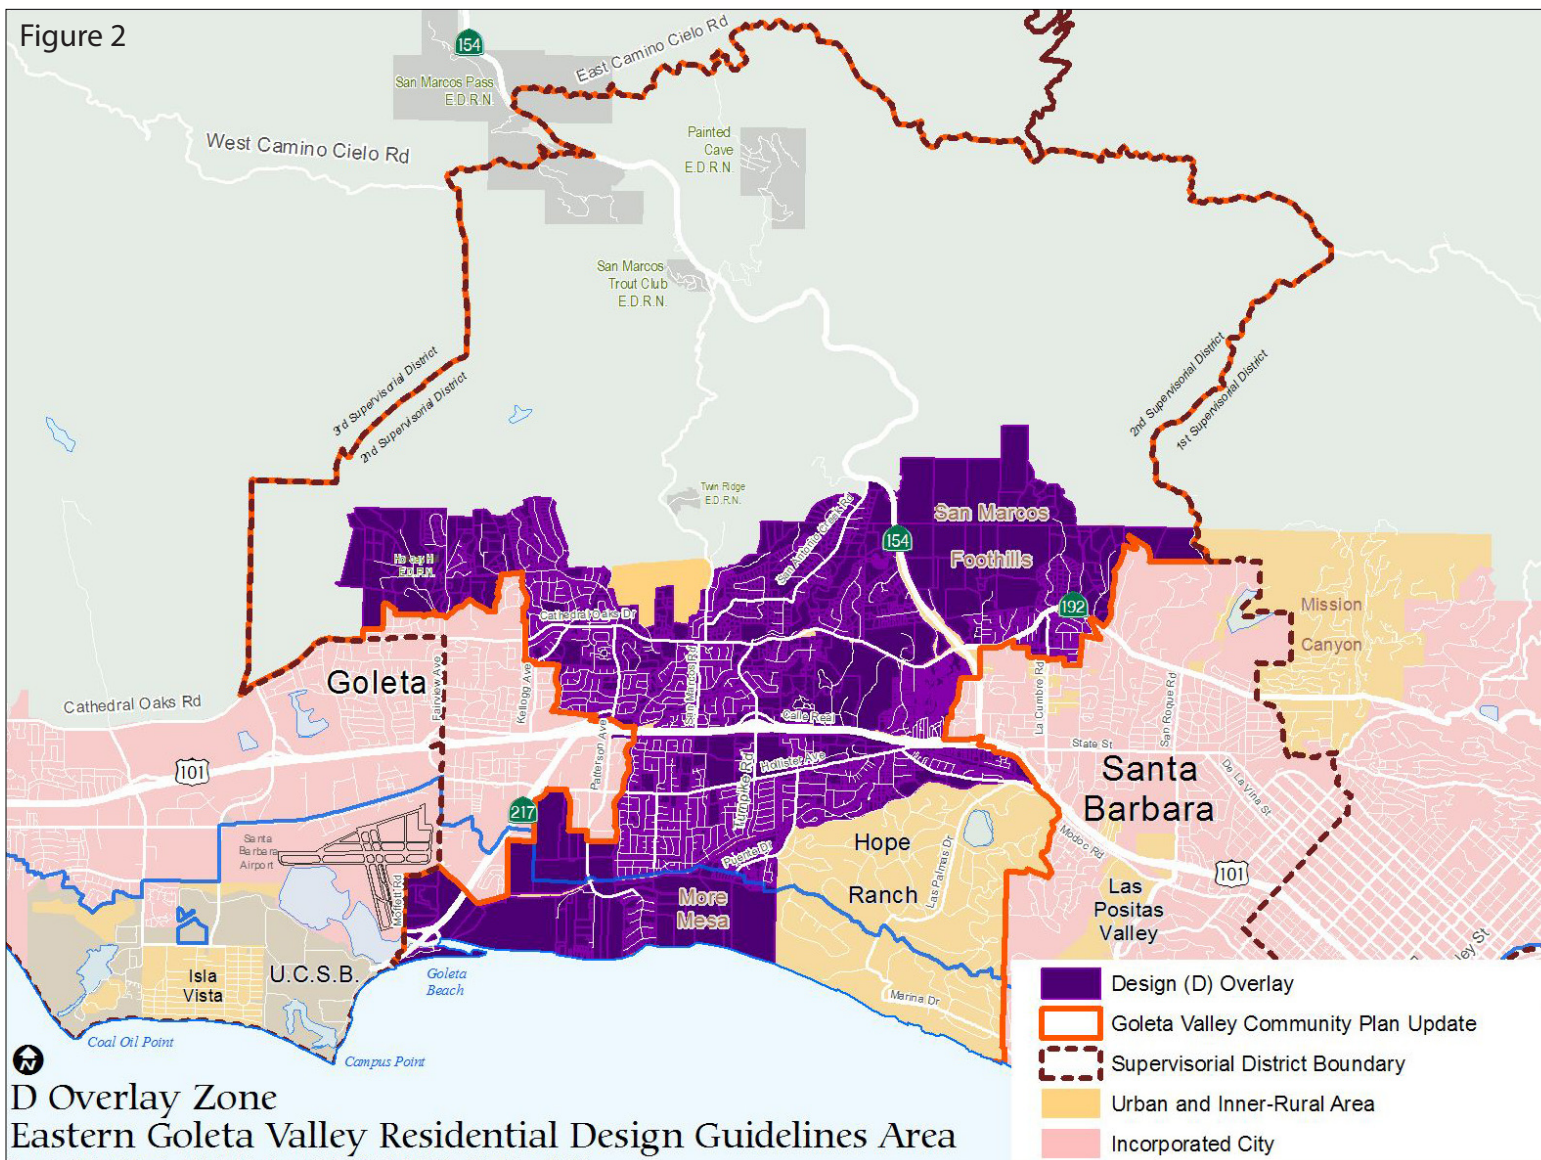 Figure 2
154
San Marcos Pass
E.D.R.N.
East Camino Cielo Rd
West Camino Cielo Rd
Painted
Cave
E.D.R.N.
San Marcos
Trout Club
E.D.R.N.
3rd Supervisorial District
2nd Supervisorial District
2nd Supervisorial District
1st Supervisorial District
Twin Ridge
E.D.R.N.
San Antonio Creek Rd
San Marcos
Foothills
154
E.D.R.N.
192
Cathedral Oaks Dr
Mission
Canyon
Goleta
Fairview Ave
Kellogg Ave
San Marcos Rd
La Cumbre Rd
San Roque Rd
Cathedral Oaks Rd
Calle Real
Patterson Ave
State St
101
Hollister Ave
Turnpike Rd
Santa
Barbara
De La Vina St
217
Santa
Barbara
Airport
Puente Dr
Hope
Ranch
Las Palmas Dr
Modoc Rd
101
Moffett Rd
More
Mesa
Las
Positas
Valley
Isla
Vista
U.C.S.B.
Goleta
Beach
Marina Dr
Coal Oil Point
Campus Point
N
D Overlay Zone
Eastern Goleta Valley Residential Design Guidelines Area
Design (D) Overlay
Goleta Valley Community Plan Update
Supervisorial District Boundary
Urban and Inner-Rural Area
Incorporated City